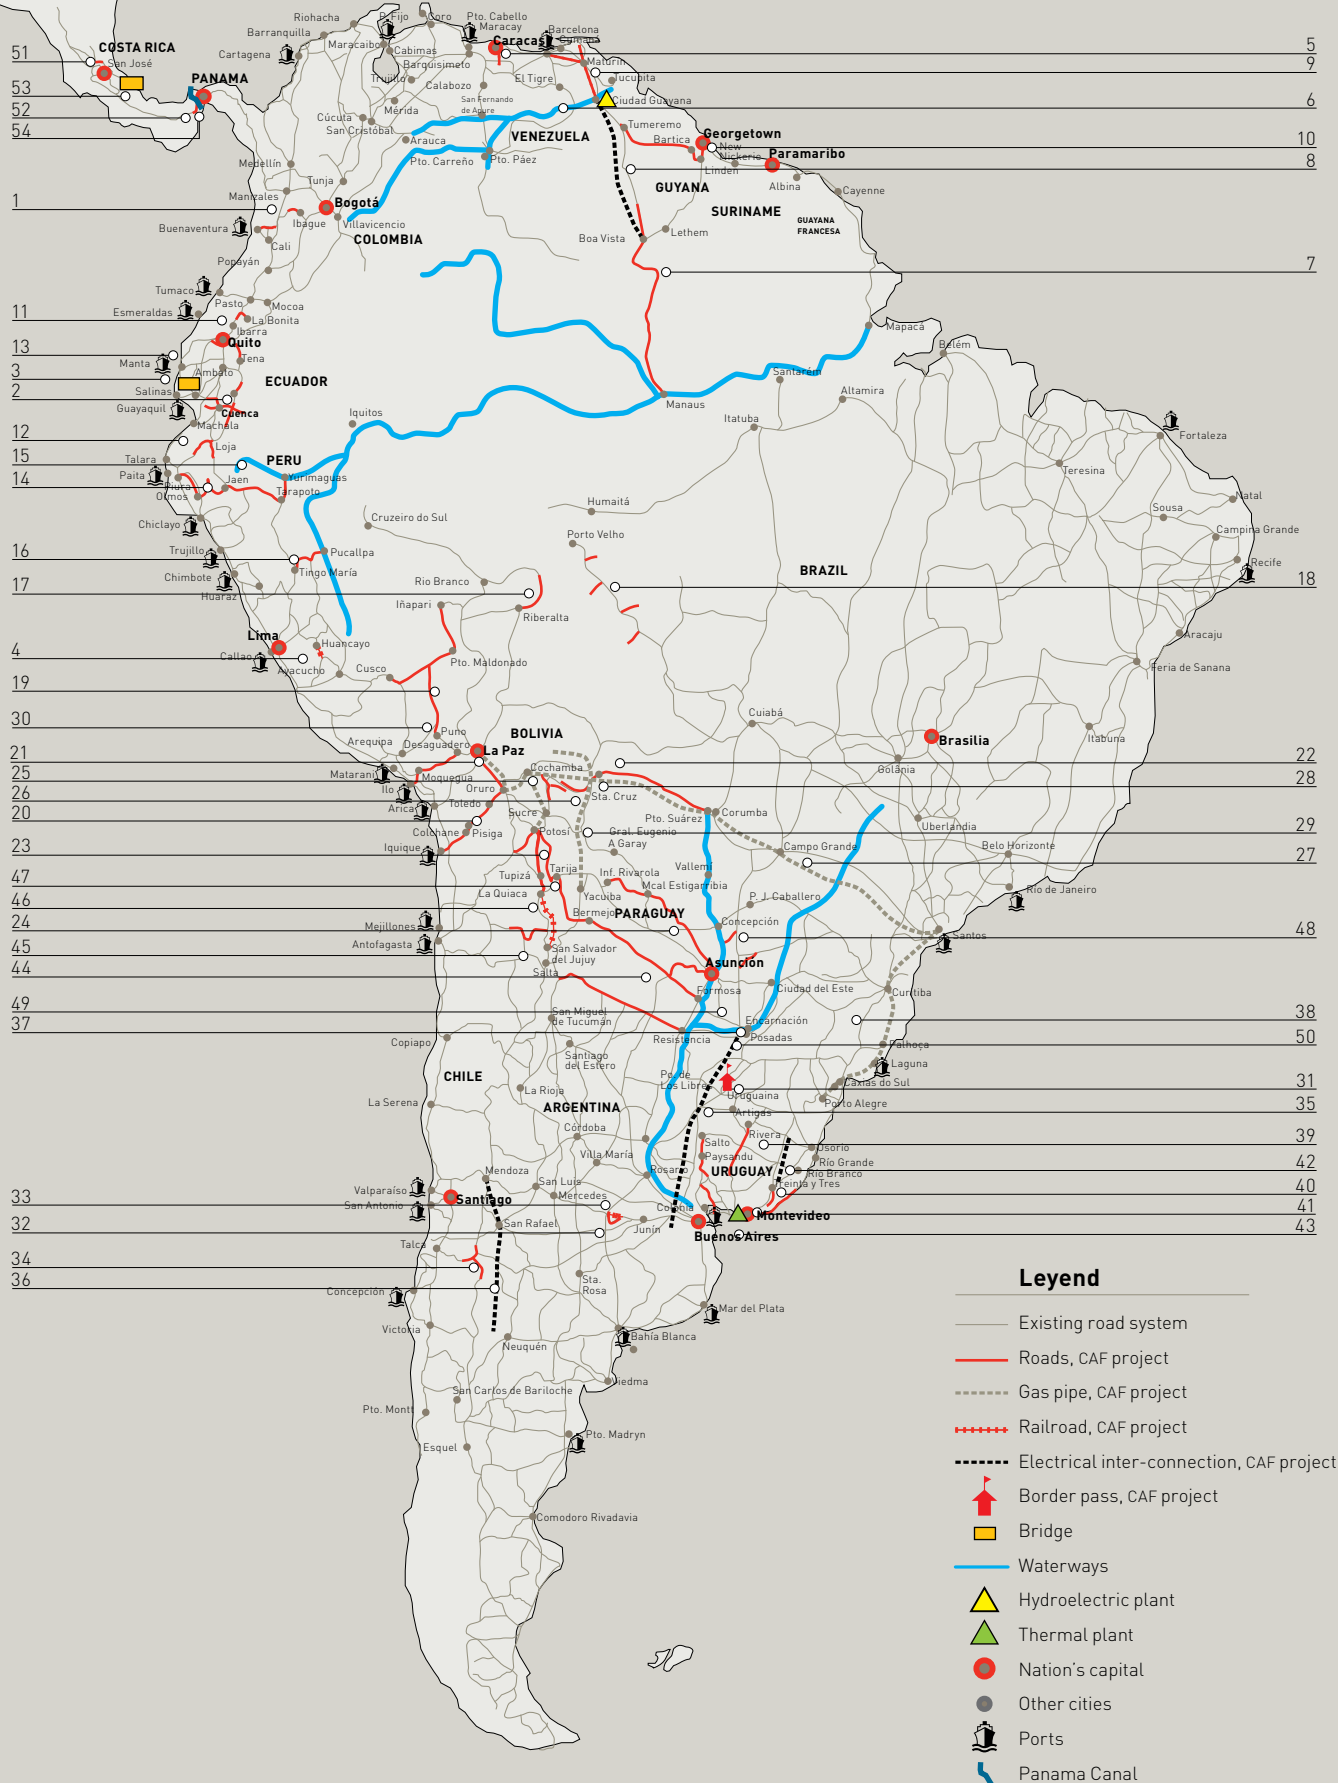 Riohacha
P. Fijo
Coro
Pto. Cabello
Maracay
Barcelona
Cumaná
Barranquilla
Maracaibo
Cabimas
Caracas
5
51
COSTA RICA
San José
Cartagena
Barquisimeto
Maturín
9
PANAMA
Trujillo
Calabozo
El Tigre
Tucupita
53
52
54
Mérida
San Fernando
de Apure
Ciudad Guayana
6
Cúcuta
San Cristóbal
Arauca
VENEZUELA
Tumeremo
Bartica
Georgetown
New
Nickerie
10
Paramaribo
8
Medellín
Pto. Carreño
Pto. Páez
Linden
Albina
Cayenne
Tunja
Manizales
GUYANA
SURINAME
GUAYANA
FRANCESA
1
Bogotá
Ibague
Villavicencio
Buenaventura
Cali
COLOMBIA
Boa Vista
Lethem
Popayán
7
Tumaco
Pasto
Mocoa
Esmeraldas
La Bonita
Ibarra
11
Quito
Mapacá
Belém
13
Manta
Tena
Ambato
3
ECUADOR
Santarém
Salinas
2
Altamira
Guayaquil
Cuenca
Manaus
Machala
Iquitos
Itatuba
Fortaleza
12
Loja
15
Talara
PERU
Teresina
Paita
Piura
14
Olmos
Jaen
Yurimaguas
Tarapoto
Natal
Humaitá
Sousa
Chiclayo
Cruzeiro do Sul
Campina Grande
Porto Velho
Trujillo
16
Pucallpa
Recife
Tingo María
Chimbote
Rio Branco
BRAZIL
18
17
Huaraz
Iñapari
Riberalta
Aracaju
Lima
Huancayo
Callao
4
Ayacucho
Cusco
Pto. Maldonado
Feria de Sanana
19
30
Cuiabá
Puno
BOLIVIA
Arequipa
Desaguadero
La Paz
Brasilia
Itabuna
21
22
25
Matarani
Moquegua
Cochamba
Golânia
28
Ilo
Oruro
Sta. Cruz
26
Arica
Toledo
Sucre
Pto. Suárez
Corumba
20
Colchane
Pisiga
Potosí
Gral. Eugenio
A Garay
Uberlandia
29
Iquique
Campo Grande
Belo Horizonte
23
27
Tarija
Inf. Rivarola
Vallemí
47
Tupizá
Mcal Estigarribia
Rio de Janeiro
La Quiaca
Yacuiba
P. J. Caballero
46
Bermejo
PARAGUAY
24
Mejillones
Concepción
48
Santos
Antofagasta
San Salvador
del Jujuy
45
Asunción
44
Salta
Formosa
Ciudad del Este
Curitiba
49
San Miguel
de Tucumán
Encarnación
38
37
Resistencia
Posadas
50
Copiapo
Santiago
del Estero
Palhoça
Laguna
CHILE
Pd. de
Los Libres
31
Caxias do Sul
La Rioja
Uruguaina
Porto Alegre
La Serena
ARGENTINA
Artigas
35
Córdoba
Rivera
Salto
39
Osorio
Villa María
Paysandu
Río Grande
Mendoza
Rosario
URUGUAY
Río Branco
42
Valparaíso
San Luis
Treinta y Tres
40
33
Santiago
Mercedes
San Antonio
Colonia
Montevideo
41
32
San Rafael
Junín
Buenos Aires
43
Talca
34
36
Sta.
Rosa
Concepción
Mar del Plata
Victoria
Bahía Blanca
Neuquén
Viedma
San Carlos de Bariloche
Pto. Montt
Esquel
Pto. Madryn
Comodoro Rivadavia
Leyend
Existing road system
Roads, CAF project
Gas pipe, CAF project
Railroad, CAF project
Electrical inter-connection, CAF project
Border pass, CAF project
Bridge
Waterways
Hydroelectric plant
Thermal plant
Nation's capital
Other cities
Ports
Panama Canal